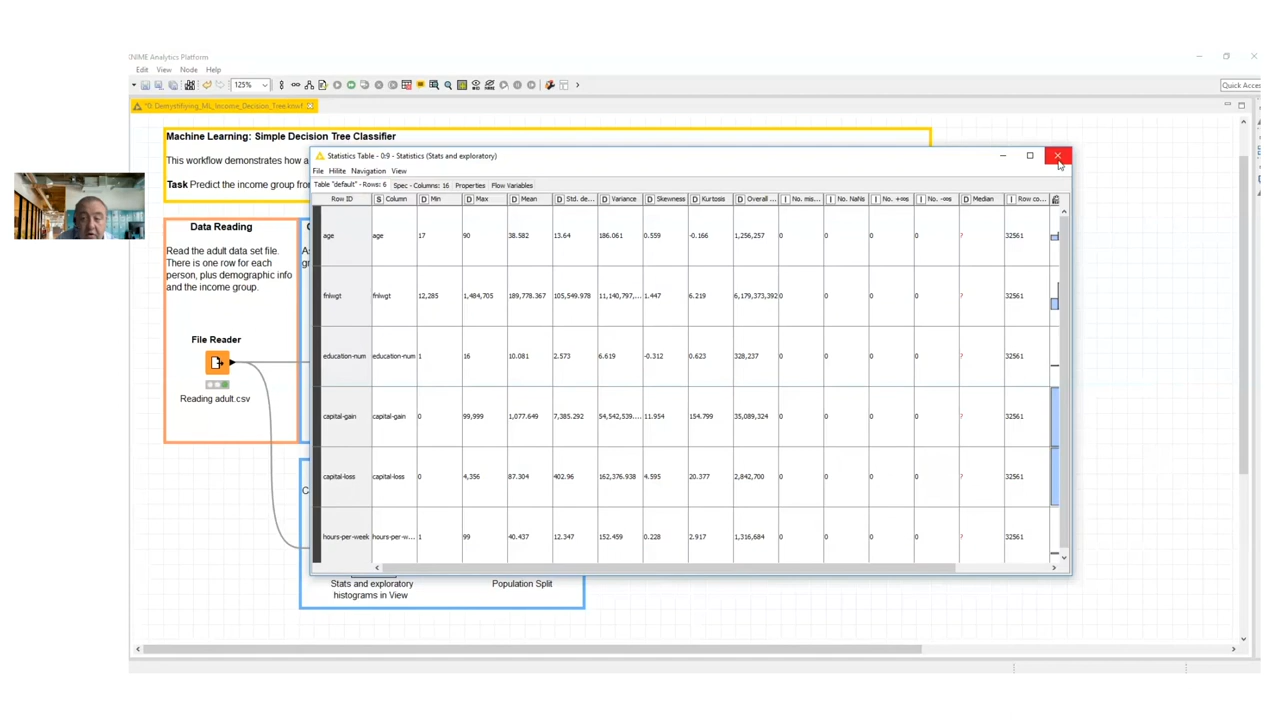 KNIME Analytics Platform
Edit View Node Help
125%
Quick Acces
*0: Demystifiying_ML_Income_Decision_Tree.knwf
Machine Learning: Simple Decision Tree Classifier
This workflow demonstrates how a
Task Predict the income group from
Data Reading
Read the adult data set file.
There is one row for each
person, plus demographic info
and the income group.
File Reader
Reading adult.csv
Statistics Table - 0:9 - Statistics (Stats and exploratory)
File Hilite Navigation View
Table "default" - Rows: 6 Spec - Columns: 16 Properties Flow Variables
Row ID S Column D Min D Max D Mean D Std. de... D Variance D Skewness D Kurtosis D Overall ... I No. mis... I No. NaNs I No. +∞s I No. -∞s D Median I Row co...
age age 17 90 38.582 13.64 186.061 0.559 -0.166 1,256,257 0 0 0 0 ? 32561
fnlwgt fnlwgt 12,285 1,484,705 189,778.367 105,549.978 11,140,797,... 1.447 6.219 6,179,373,392 0 0 0 0 ? 32561
education-num education-num 1 16 10.081 2.573 6.619 -0.312 0.623 328,237 0 0 0 0 ? 32561
capital-gain capital-gain 0 99,999 1,077.649 7,385.292 54,542,539.... 11.954 154.799 35,089,324 0 0 0 0 ? 32561
capital-loss capital-loss 0 4,356 87.304 402.96 162,376.938 4.595 20.377 2,842,700 0 0 0 0 ? 32561
hours-per-week hours-per-w... 1 99 40.437 12.347 152.459 0.228 2.917 1,316,684 0 0 0 0 ? 32561
Stats and exploratory
histograms in View
Population Split